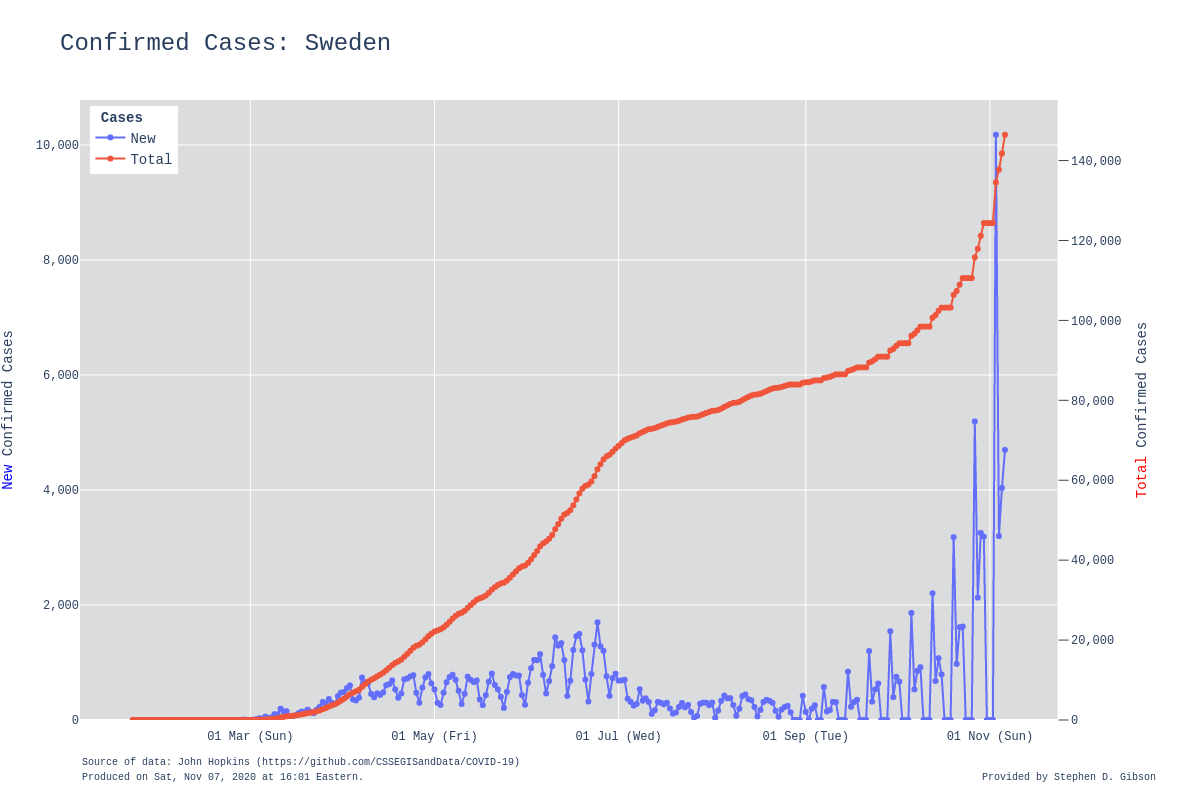 Confirmed Cases: Sweden
Cases
New
Total
10,000
8,000
6,000
4,000
2,000
0
New Confirmed Cases
140,000
120,000
100,000
80,000
60,000
40,000
20,000
0
Total Confirmed Cases
01 Mar (Sun)
01 May (Fri)
01 Jul (Wed)
01 Sep (Tue)
01 Nov (Sun)
Source of data: John Hopkins (https://github.com/CSSEGISandData/COVID-19)
Produced on Sat, Nov 07, 2020 at 16:01 Eastern.
Provided by Stephen D. Gibson